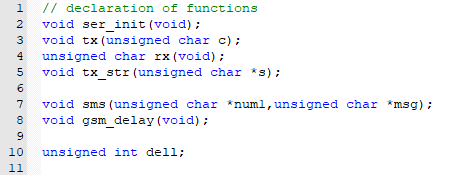 1 // declaration of functions
2 void ser_init(void);
3 void tx(unsigned char c);
4 unsigned char rx(void);
5 void tx_str(unsigned char *s);
6
7 void sms(unsigned char *num1,unsigned char *msg);
8 void gsm_delay(void);
9
10 unsigned int dell;
11